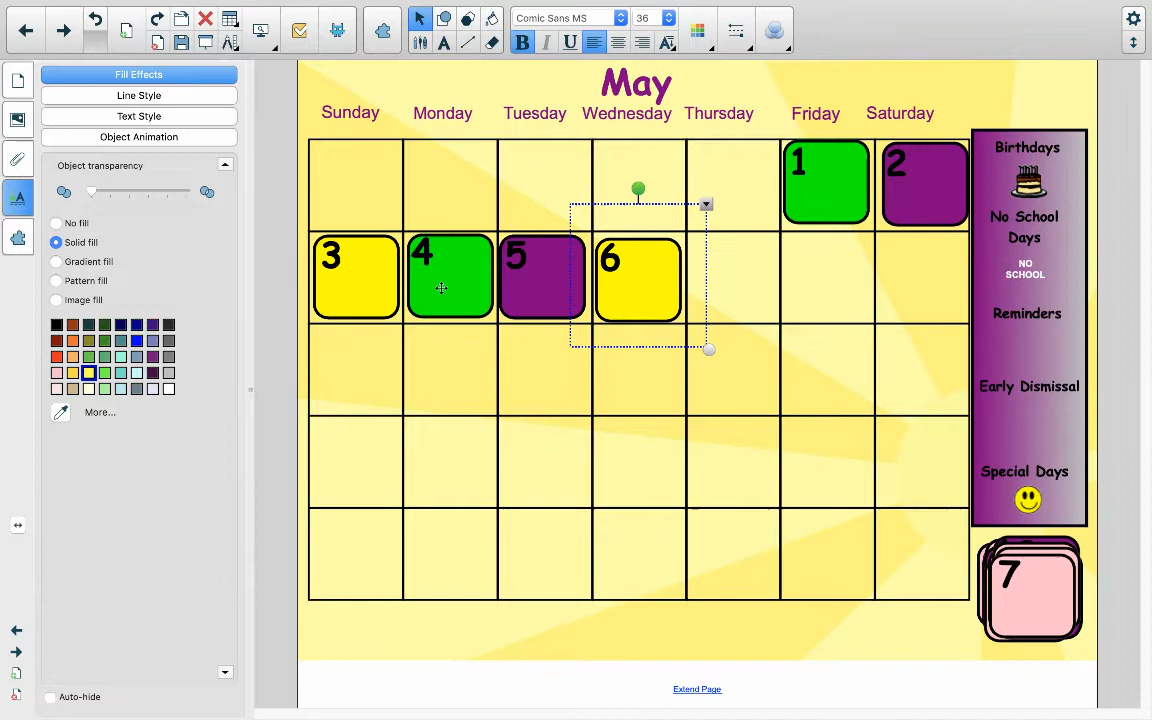 Comic Sans MS
36
B I U
Fill Effects
Line Style
Text Style
Object Animation
Object transparency
No fill
Solid fill
Gradient fill
Pattern fill
Image fill
More...
Auto-hide
May
Sunday Monday Tuesday Wednesday Thursday Friday Saturday
1 2
3 4 5 6
Birthdays
No School
Days
NO
SCHOOL
Reminders
Early Dismissal
Special Days
7
Extend Page